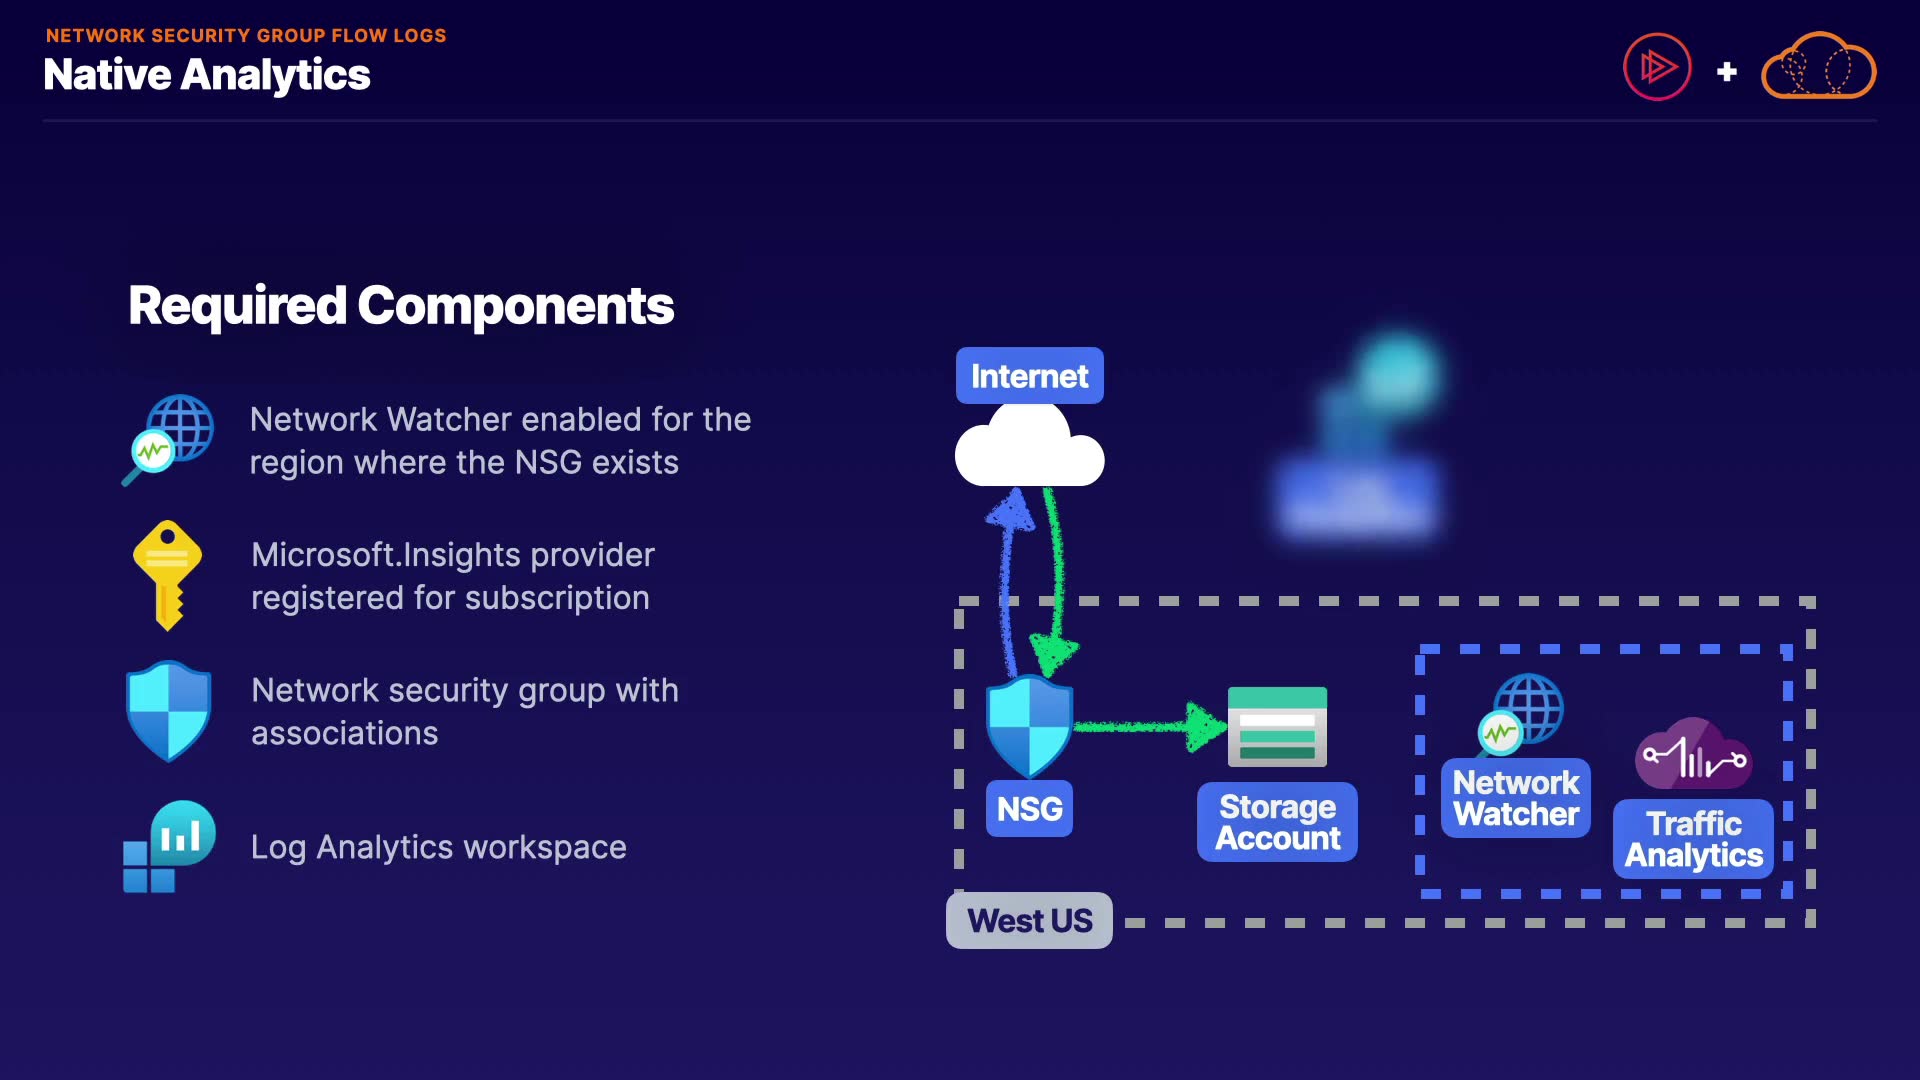 NETWORK SECURITY GROUP FLOW LOGS
Native Analytics
Required Components
Network Watcher enabled for the
region where the NSG exists
Microsoft.Insights provider
registered for subscription
Network security group with
associations
Log Analytics workspace
Internet
NSG
Storage
Account
Network
Watcher
Traffic
Analytics
West US